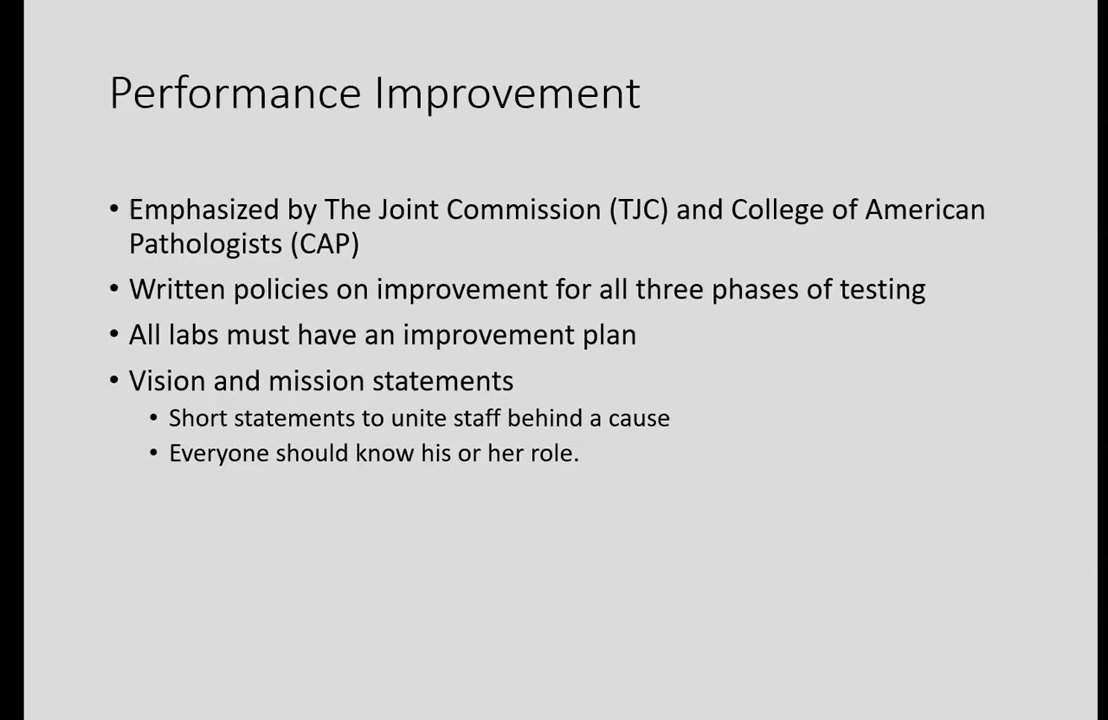 Performance Improvement
• Emphasized by The Joint Commission (TJC) and College of American
Pathologists (CAP)
• Written policies on improvement for all three phases of testing
• All labs must have an improvement plan
• Vision and mission statements
• Short statements to unite staff behind a cause
• Everyone should know his or her role.